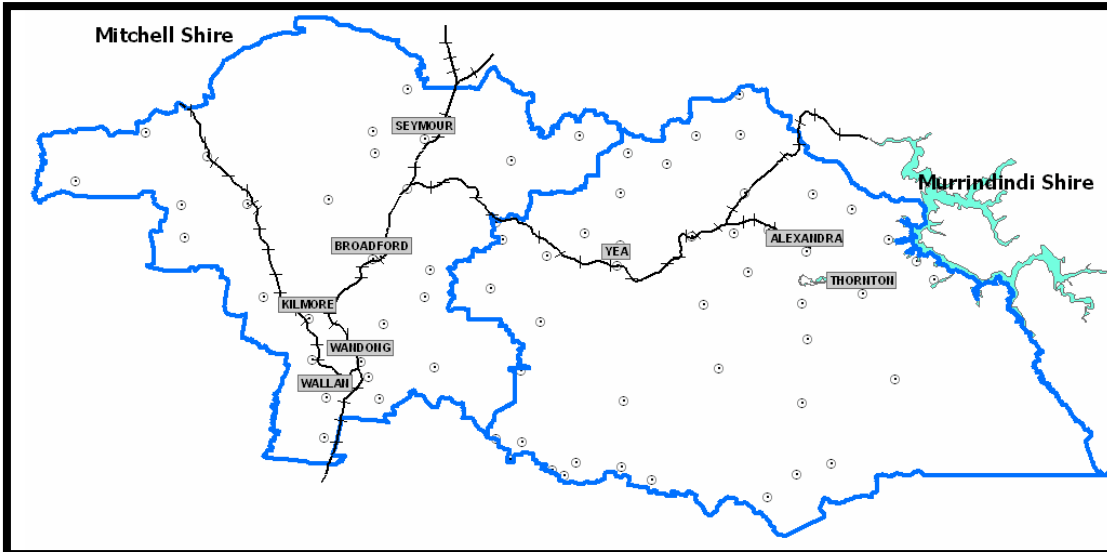 Mitchell Shire
SEYMOUR
Murrindindi Shire
BROADFORD
YEA
ALEXANDRA
THORNTON
KILMORE
WANDONG
WALLAN